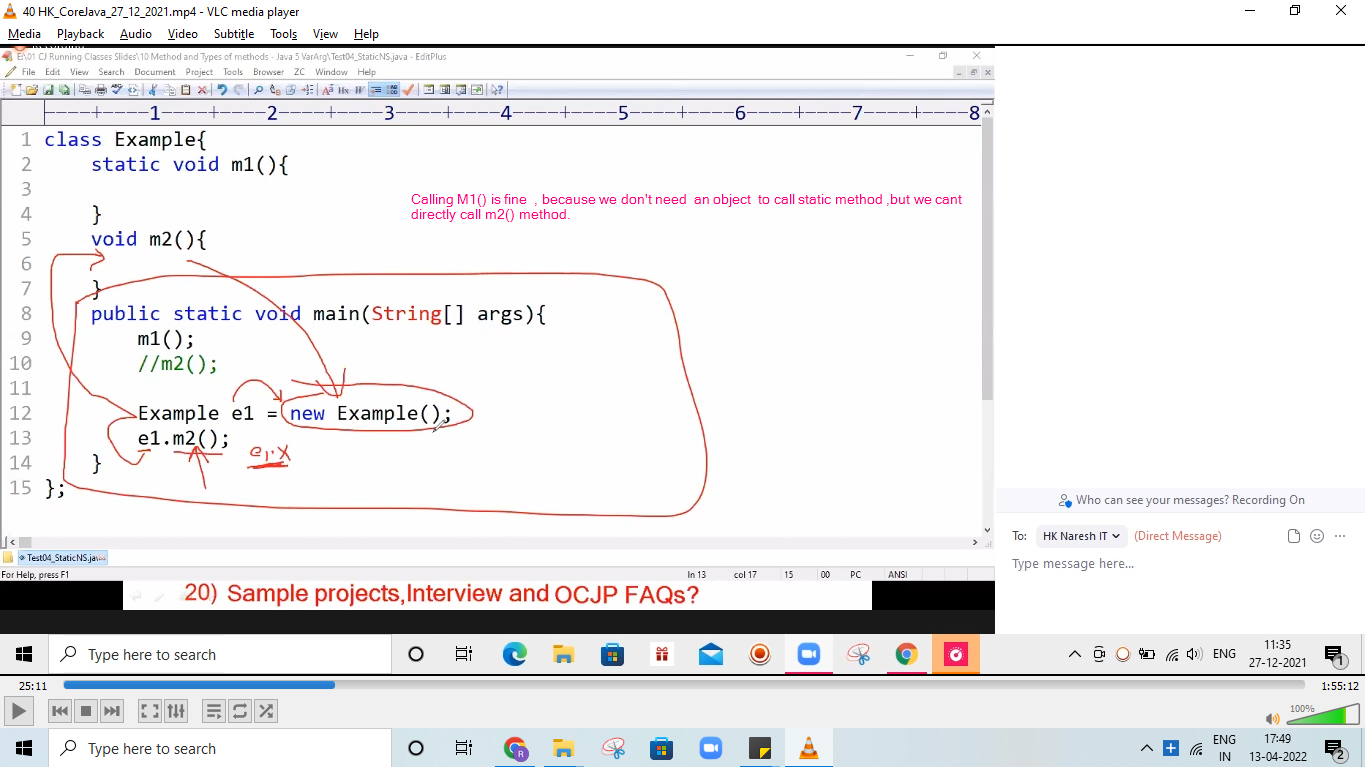 40 HK_CoreJava_27_12_2021.mp4 - VLC media player
Media Playback Audio Video Subtitle Tools View Help
E:\01 CJ Running Classes Slides\10 Method and Types of methods - Java 5 VarArg\Test04_StaticNS.java - EditPlus
File Edit View Search Document Project Tools Browser ZC Window Help
----+----1----+----2----+----3----+----4----+----5----+----6----+----7----+----8
1 class Example{
2 static void m1(){
3
Calling M1() is fine , because we don't need an object to call static method ,but we cant
directly call m2() method.
4 }
5 void m2(){
6
7 }
8 public static void main(String[] args){
9 m1();
10 //m2();
11
12 Example e1 = new Example();
13 e1.m2();
e1.x
14 }
15 };
Test04_StaticNS.java
For Help, press F1 ln 13 col 17 15 00 PC ANSI
20) Sample projects,Interview and OCJP FAQs?
Who can see your messages? Recording On
To: HK Naresh IT (Direct Message)
Type message here...
Type here to search
ENG
11:35
27-12-2021
1
25:11 1:55:12
100%
Type here to search
ENG
IN
17:49
13-04-2022
2